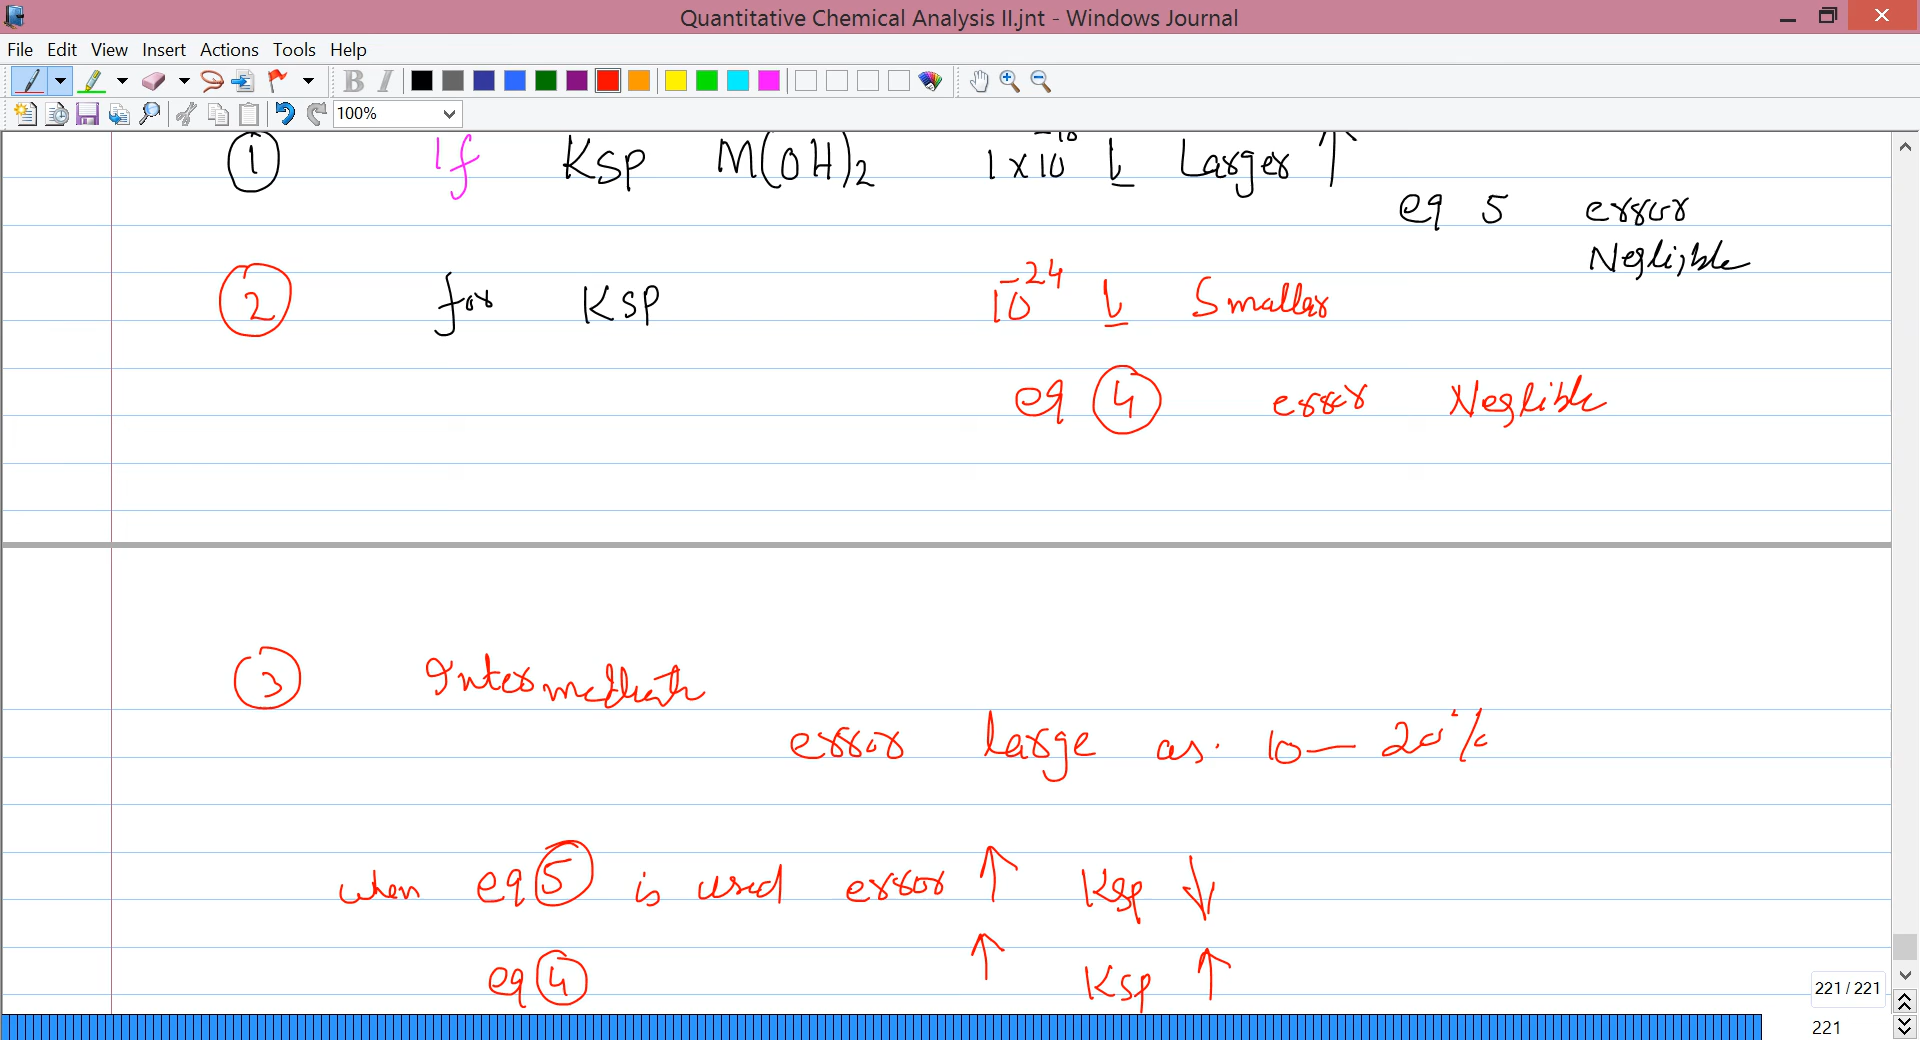 Quantitative Chemical Analysis II.jnt - Windows Journal
File Edit View Insert Actions Tools Help
B I
100%
1 If Ksp M(OH)2 1x10^-10 b Larger ↑
eq 5 error
Negligible
2 for Ksp 10^-24 b Smaller
eq 4 error Neglible
3 Intermediate
error large as. 10 — 20%
when eq 5 is used error ↑ Ksp ↓
eq 4 ↑ Ksp ↑
221 / 221
221